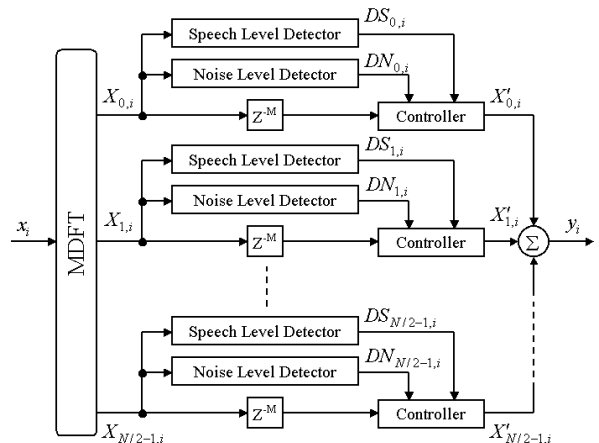 Speech Level Detector
DS0,i
Noise Level Detector
DN0,i
X0,i
Z-M
Controller
X′0,i
Speech Level Detector
DS1,i
Noise Level Detector
DN1,i
xi
MDFT
X1,i
Z-M
Controller
X′1,i
Σ
yi
Speech Level Detector
DSN/2−1,i
Noise Level Detector
DNN/2−1,i
XN/2−1,i
Z-M
Controller
X′N/2−1,i